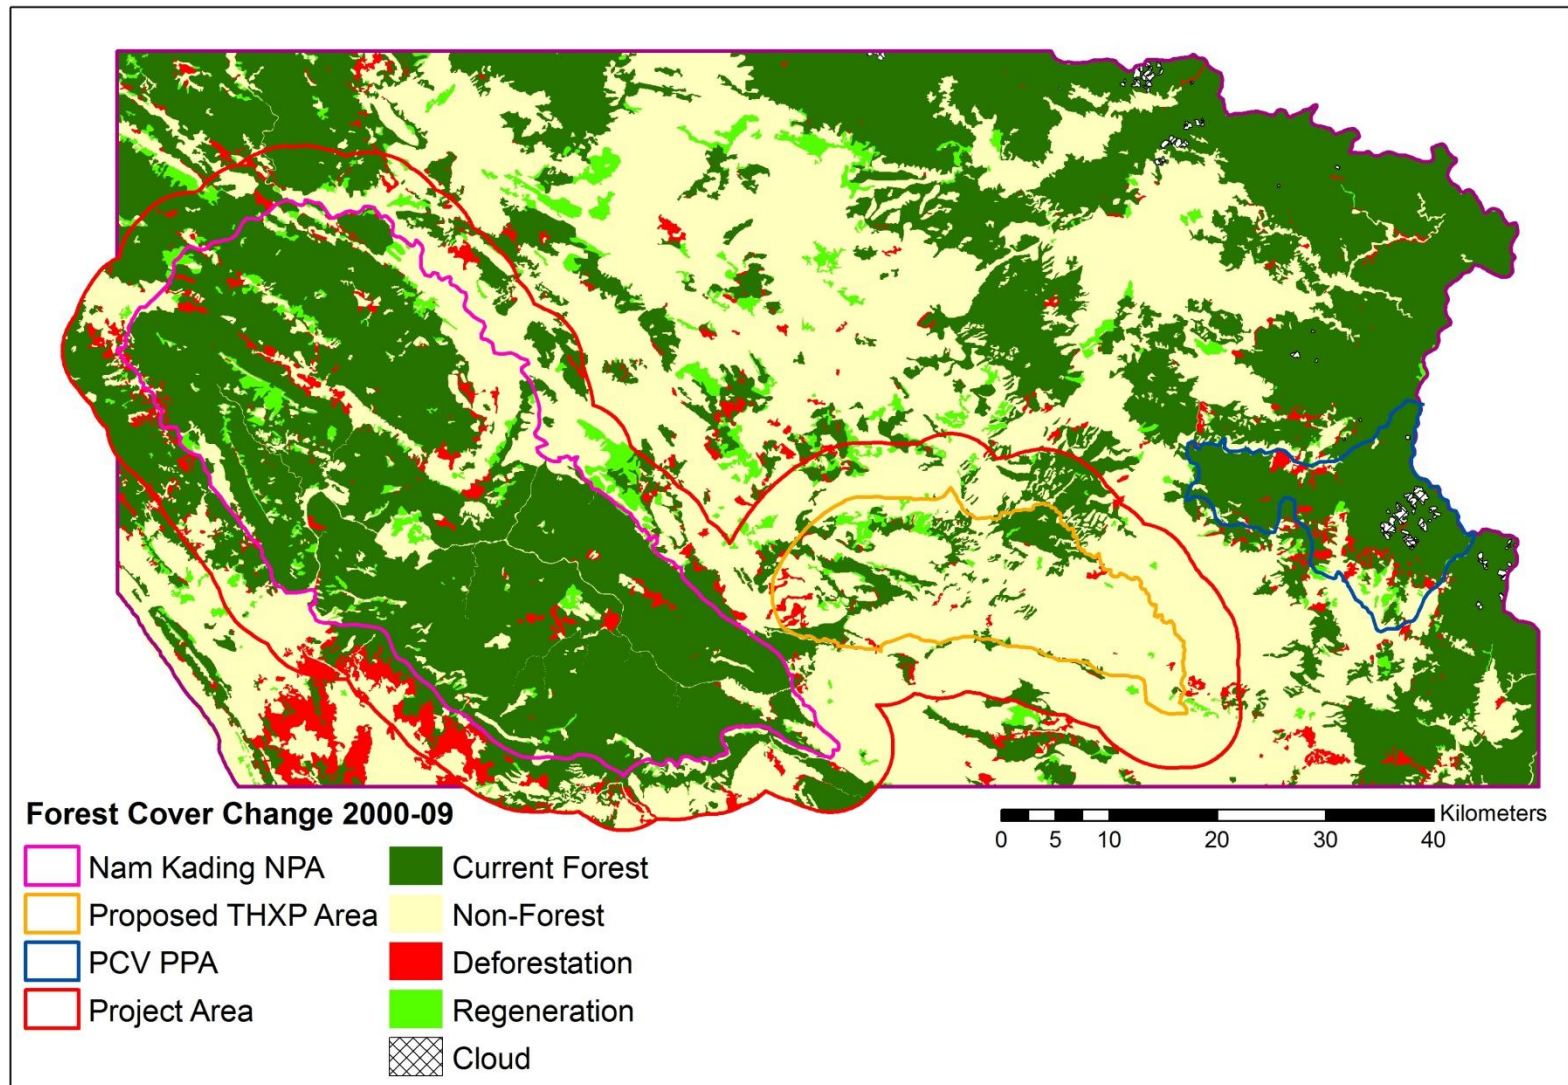 Forest Cover Change 2000-09
Nam Kading NPA
Proposed THXP Area
PCV PPA
Project Area
Current Forest
Non-Forest
Deforestation
Regeneration
Cloud
Kilometers
0 5 10 20 30 40